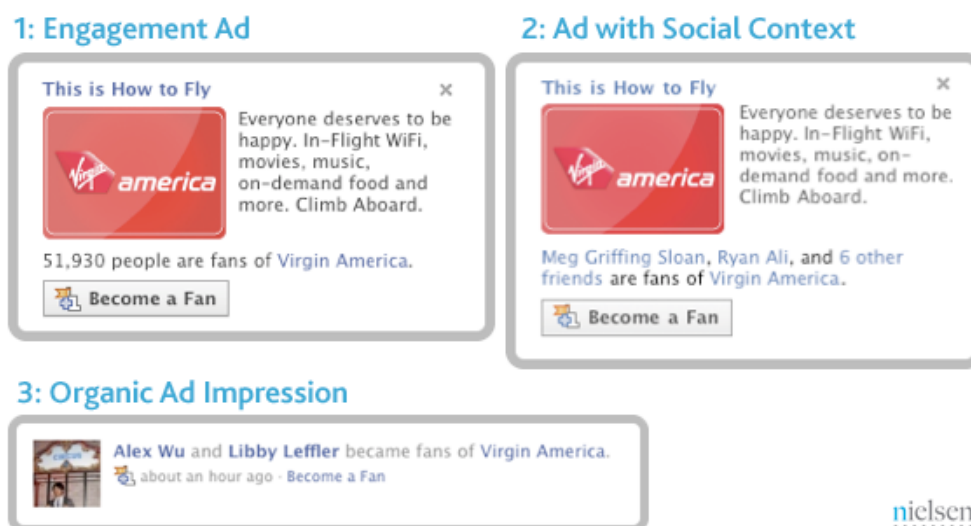 1: Engagement Ad
This is How to Fly
×
Virgin america
Everyone deserves to be
happy. In-Flight WiFi,
movies, music,
on-demand food and
more. Climb Aboard.
51,930 people are fans of Virgin America.
Become a Fan
2: Ad with Social Context
This is How to Fly
×
Virgin america
Everyone deserves to be
happy. In-Flight WiFi,
movies, music, on-
demand food and more.
Climb Aboard.
Meg Griffing Sloan, Ryan Ali, and 6 other
friends are fans of Virgin America.
Become a Fan
3: Organic Ad Impression
CIRCUS
Alex Wu and Libby Leffler became fans of Virgin America.
about an hour ago · Become a Fan
nielsen